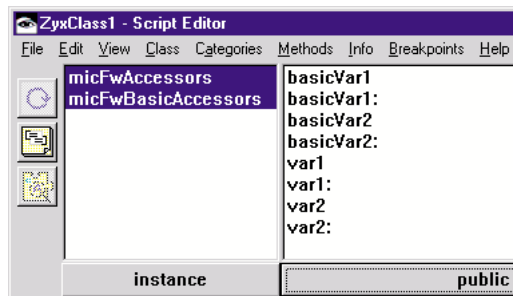 ZyxClass1 - Script Editor
File Edit View Class Categories Methods Info Breakpoints Help
micFwAccessors
micFwBasicAccessors
basicVar1
basicVar1:
basicVar2
basicVar2:
var1
var1:
var2
var2:
instance public